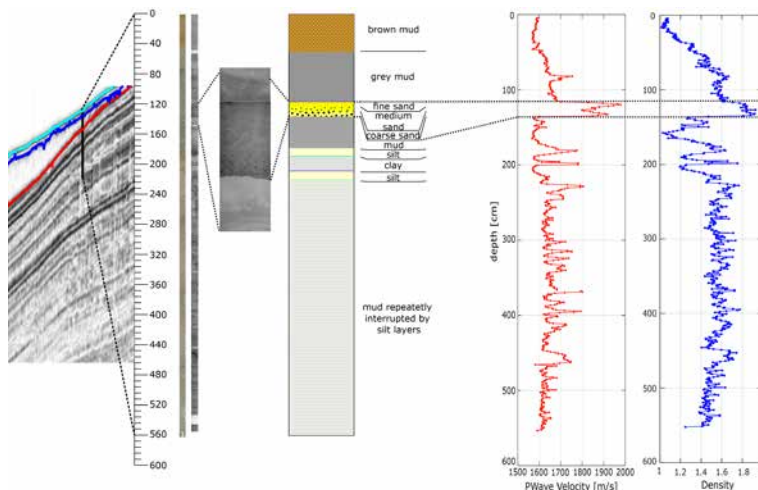 0
40
80
120
160
200
240
280
320
360
400
440
480
520
560
600
brown mud
grey mud
fine sand
medium
sand
coarse sand
mud
silt
clay
silt
mud repeatetly
interrupted by
silt layers
depth [cm]
0
100
200
300
400
500
600
1500 1600 1700 1800 1900 2000
PWave Velocity [m/s]
0
100
200
300
400
500
600
1 1.2 1.4 1.6 1.8
Density